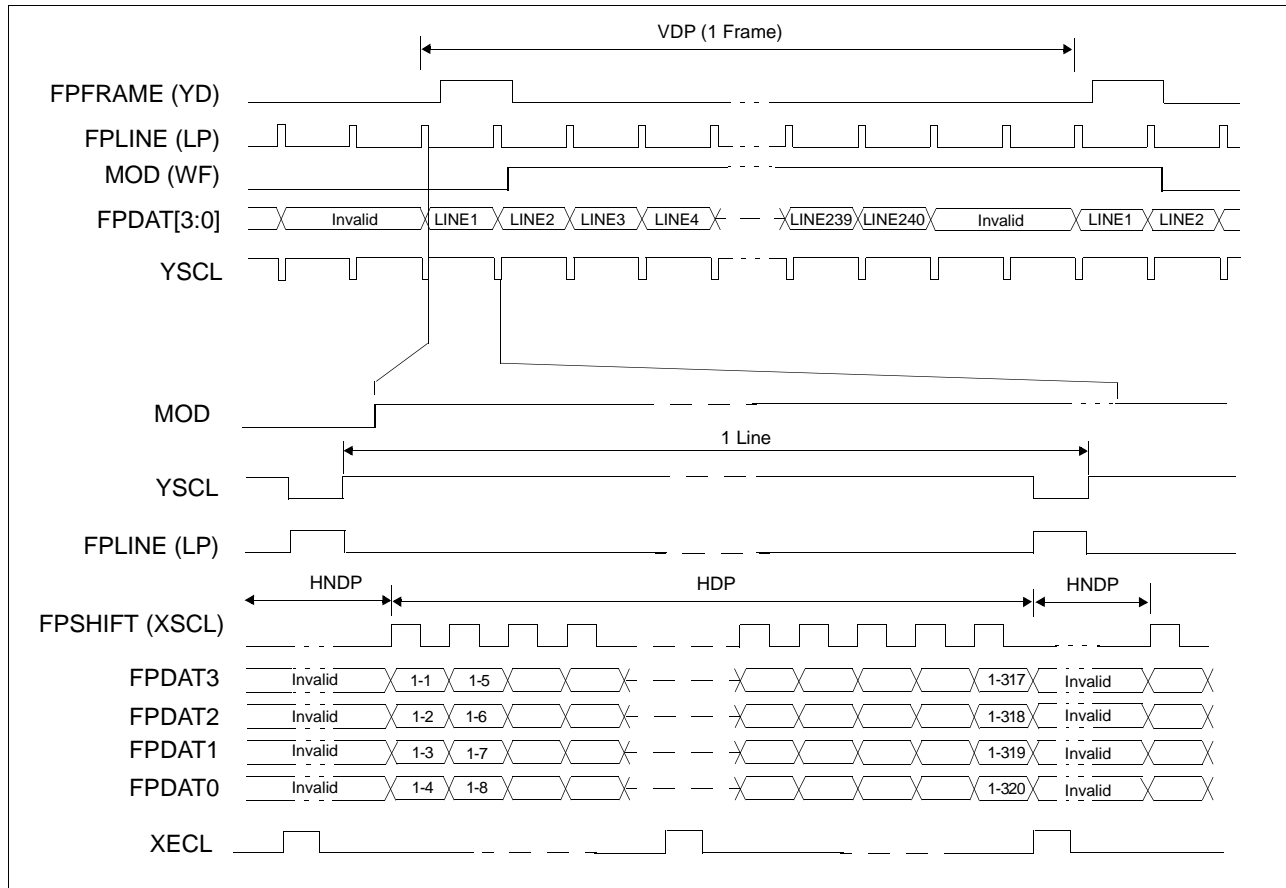 VDP (1 Frame)
FPFRAME (YD)
FPLINE (LP)
MOD (WF)
FPDAT[3:0] Invalid LINE1 LINE2 LINE3 LINE4 LINE239 LINE240 Invalid LINE1 LINE2
YSCL
MOD
1 Line
YSCL
FPLINE (LP)
HNDP HDP HNDP
FPSHIFT (XSCL)
FPDAT3 Invalid 1-1 1-5 1-317 Invalid
FPDAT2 Invalid 1-2 1-6 1-318 Invalid
FPDAT1 Invalid 1-3 1-7 1-319 Invalid
FPDAT0 Invalid 1-4 1-8 1-320 Invalid
XECL